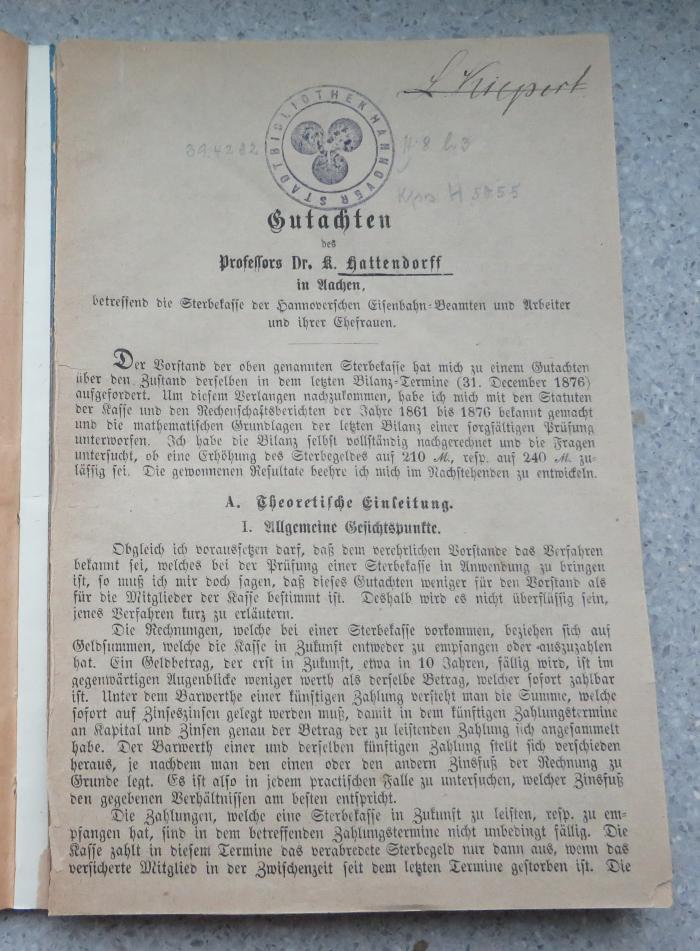 L Kiepert
STADTBIBLIOTHEK HANNOVER
39.4282
Gutachten
des
Professors Dr. K. Hattendorff
in Aachen,
betreffend die Sterbekasse der Hannoverschen Eisenbahn-Beamten und Arbeiter
und ihrer Ehefrauen.
Der Vorstand der oben genannten Sterbekasse hat mich zu einem Gutachten
über den Zustand derselben in dem letzten Bilanz-Termine (31. December 1876)
aufgefordert. Um diesem Verlangen nachzukommen, habe ich mich mit den Statuten
der Kasse und den Rechenschaftsberichten der Jahre 1861 bis 1876 bekannt gemacht
und die mathematischen Grundlagen der letzten Bilanz einer sorgfältigen Prüfung
unterworfen. Ich habe die Bilanz selbst vollständig nachgerechnet und die Fragen
untersucht, ob eine Erhöhung des Sterbegeldes auf 210 M., resp. auf 240 M. zu-
lässig sei. Die gewonnenen Resultate beehre ich mich im Nachstehenden zu entwickeln.
A. Theoretische Einleitung.
I. Allgemeine Gesichtspunkte.
Obgleich ich voraussetzen darf, daß dem verehrlichen Vorstande das Verfahren
bekannt sei, welches bei der Prüfung einer Sterbekasse in Anwendung zu bringen
ist, so muß ich mir doch sagen, daß dieses Gutachten weniger für den Vorstand als
für die Mitglieder der Kasse bestimmt ist. Deshalb wird es nicht überflüssig sein,
jenes Verfahren kurz zu erläutern.
Die Rechnungen, welche bei einer Sterbekasse vorkommen, beziehen sich auf
Geldsummen, welche die Kasse in Zukunft entweder zu empfangen oder auszuzahlen
hat. Ein Geldbetrag, der erst in Zukunft, etwa in 10 Jahren, fällig wird, ist im
gegenwärtigen Augenblicke weniger werth als derselbe Betrag, welcher sofort zahlbar
ist. Unter dem Barwerthe einer künftigen Zahlung versteht man die Summe, welche
sofort auf Zinseszinsen gelegt werden muß, damit in dem künftigen Zahlungstermine
an Kapital und Zinsen genau der Betrag der zu leistenden Zahlung sich angesammelt
habe. Der Barwerth einer und derselben künftigen Zahlung stellt sich verschieden
heraus, je nachdem man den einen oder den andern Zinsfuß der Rechnung zu
Grunde legt. Es ist also in jedem practischen Falle zu untersuchen, welcher Zinsfuß
den gegebenen Verhältnissen am besten entspricht.
Die Zahlungen, welche eine Sterbekasse in Zukunft zu leisten, resp. zu em-
pfangen hat, sind in dem betreffenden Zahlungstermine nicht unbedingt fällig. Die
Kasse zahlt in diesem Termine das verabredete Sterbegeld nur dann aus, wenn das
versicherte Mitglied in der Zwischenzeit seit dem letzten Termine gestorben ist. Die